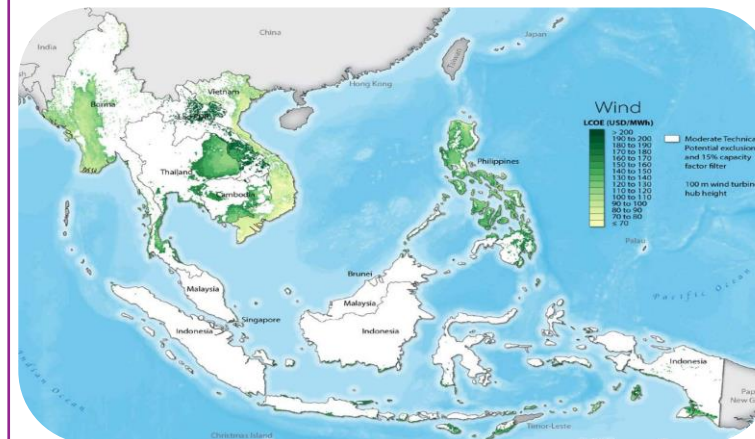 China
India
Japan
Taiwan
Hong Kong
Vietnam
Burma
Wind
LCOE (USD/MWh)
> 200
190 to 200
180 to 190
170 to 180
160 to 170
150 to 160
140 to 150
130 to 140
120 to 130
110 to 120
100 to 110
90 to 100
80 to 90
70 to 80
≤ 70
Moderate Technica
Potential exclusion
and 15% capacity
factor filter
100 m wind turbin
hub height
Philippines
Thailand
Cambodia
Palau
Pacific Ocean
Brunei
Malaysia
Malaysia
Singapore
Indonesia
Indonesia
Indonesia
Pap
New G
Indian Ocean
Timor-Leste
Christmas Island